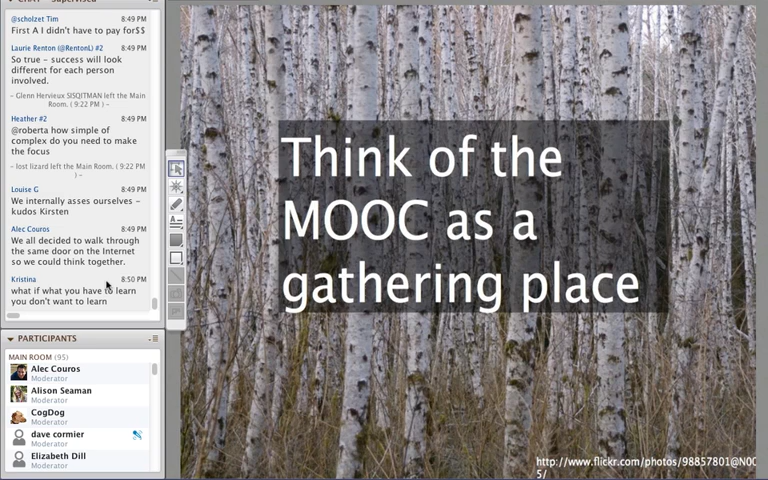 CHAT - Supervised
@scholzet Tim 8:49 PM
First A I didn't have to pay for$$
Laurie Renton (@RentonL) #2 8:49 PM
So true - success will look
different for each person
involved.
- Glenn Hervieux SISQITMAN left the Main
Room. ( 9:22 PM ) -
Heather #2 8:49 PM
@roberta how simple of
complex do you need to make
the focus
- lost lizard left the Main Room. ( 9:22 PM
) -
Louise G 8:49 PM
We internally asses ourselves -
kudos Kirsten
Alec Couros 8:49 PM
We all decided to walk through
the same door on the Internet
so we could think together.
Kristina 8:50 PM
what if what you have to learn
you don't want to learn
PARTICIPANTS
MAIN ROOM (95)
Alec Couros
Moderator
Alison Seaman
Moderator
CogDog
Moderator
dave cormier
Moderator
Elizabeth Dill
Moderator
Think of the
MOOC as a
gathering place
http://www.flickr.com/photos/98857801@N00
5/